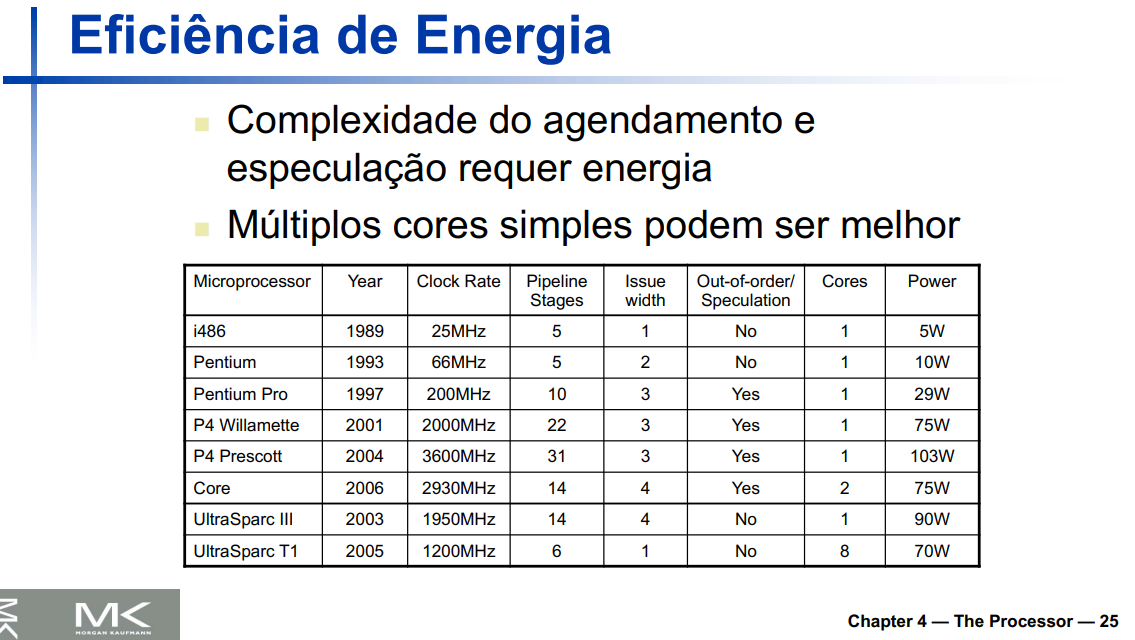 Eficiência de Energia
Complexidade do agendamento e
especulação requer energia
Múltiplos cores simples podem ser melhor
Microprocessor Year Clock Rate Pipeline Stages Issue width Out-of-order/ Speculation Cores Power
i486 1989 25MHz 5 1 No 1 5W
Pentium 1993 66MHz 5 2 No 1 10W
Pentium Pro 1997 200MHz 10 3 Yes 1 29W
P4 Willamette 2001 2000MHz 22 3 Yes 1 75W
P4 Prescott 2004 3600MHz 31 3 Yes 1 103W
Core 2006 2930MHz 14 4 Yes 2 75W
UltraSparc III 2003 1950MHz 14 4 No 1 90W
UltraSparc T1 2005 1200MHz 6 1 No 8 70W
MK
MK
MORGAN KAUFMANN
Chapter 4 — The Processor — 25